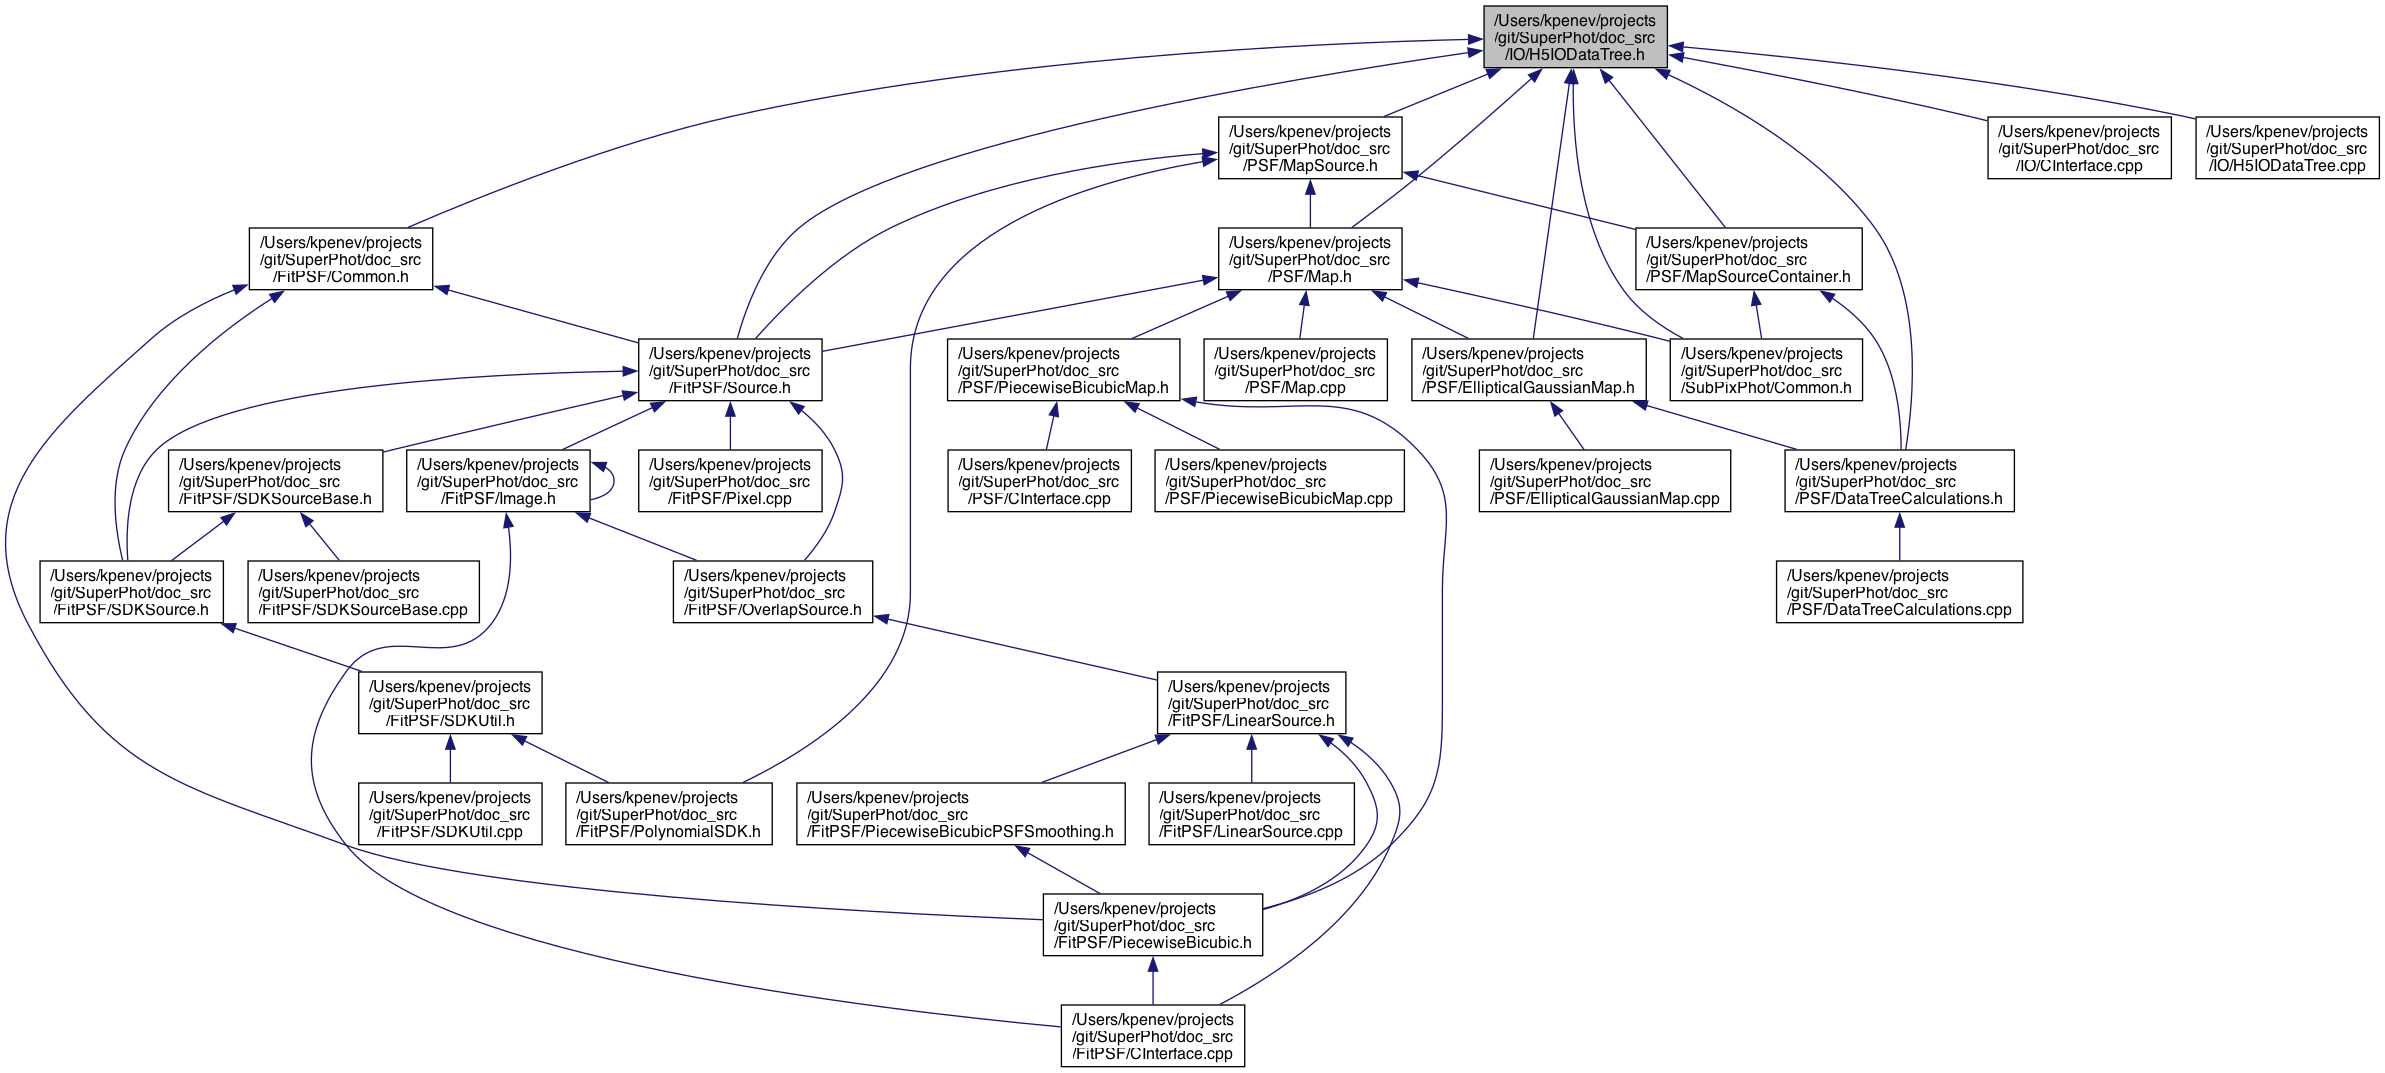 /Users/kpenev/projects
/git/SuperPhot/doc_src
/IO/H5IODataTree.h
/Users/kpenev/projects
/git/SuperPhot/doc_src
/PSF/MapSource.h
/Users/kpenev/projects
/git/SuperPhot/doc_src
/IO/CInterface.cpp
/Users/kpenev/projects
/git/SuperPhot/doc_src
/IO/H5IODataTree.cpp
/Users/kpenev/projects
/git/SuperPhot/doc_src
/FitPSF/Common.h
/Users/kpenev/projects
/git/SuperPhot/doc_src
/PSF/Map.h
/Users/kpenev/projects
/git/SuperPhot/doc_src
/PSF/MapSourceContainer.h
/Users/kpenev/projects
/git/SuperPhot/doc_src
/FitPSF/Source.h
/Users/kpenev/projects
/git/SuperPhot/doc_src
/PSF/PiecewiseBicubicMap.h
/Users/kpenev/projects
/git/SuperPhot/doc_src
/PSF/Map.cpp
/Users/kpenev/projects
/git/SuperPhot/doc_src
/PSF/EllipticalGaussianMap.h
/Users/kpenev/projects
/git/SuperPhot/doc_src
/SubPixPhot/Common.h
/Users/kpenev/projects
/git/SuperPhot/doc_src
/FitPSF/SDKSourceBase.h
/Users/kpenev/projects
/git/SuperPhot/doc_src
/FitPSF/Image.h
/Users/kpenev/projects
/git/SuperPhot/doc_src
/FitPSF/Pixel.cpp
/Users/kpenev/projects
/git/SuperPhot/doc_src
/PSF/CInterface.cpp
/Users/kpenev/projects
/git/SuperPhot/doc_src
/PSF/PiecewiseBicubicMap.cpp
/Users/kpenev/projects
/git/SuperPhot/doc_src
/PSF/EllipticalGaussianMap.cpp
/Users/kpenev/projects
/git/SuperPhot/doc_src
/PSF/DataTreeCalculations.h
/Users/kpenev/projects
/git/SuperPhot/doc_src
/FitPSF/SDKSource.h
/Users/kpenev/projects
/git/SuperPhot/doc_src
/FitPSF/SDKSourceBase.cpp
/Users/kpenev/projects
/git/SuperPhot/doc_src
/FitPSF/OverlapSource.h
/Users/kpenev/projects
/git/SuperPhot/doc_src
/PSF/DataTreeCalculations.cpp
/Users/kpenev/projects
/git/SuperPhot/doc_src
/FitPSF/SDKUtil.h
/Users/kpenev/projects
/git/SuperPhot/doc_src
/FitPSF/LinearSource.h
/Users/kpenev/projects
/git/SuperPhot/doc_src
/FitPSF/SDKUtil.cpp
/Users/kpenev/projects
/git/SuperPhot/doc_src
/FitPSF/PolynomialSDK.h
/Users/kpenev/projects
/git/SuperPhot/doc_src
/FitPSF/PiecewiseBicubicPSFSmoothing.h
/Users/kpenev/projects
/git/SuperPhot/doc_src
/FitPSF/LinearSource.cpp
/Users/kpenev/projects
/git/SuperPhot/doc_src
/FitPSF/PiecewiseBicubic.h
/Users/kpenev/projects
/git/SuperPhot/doc_src
/FitPSF/CInterface.cpp